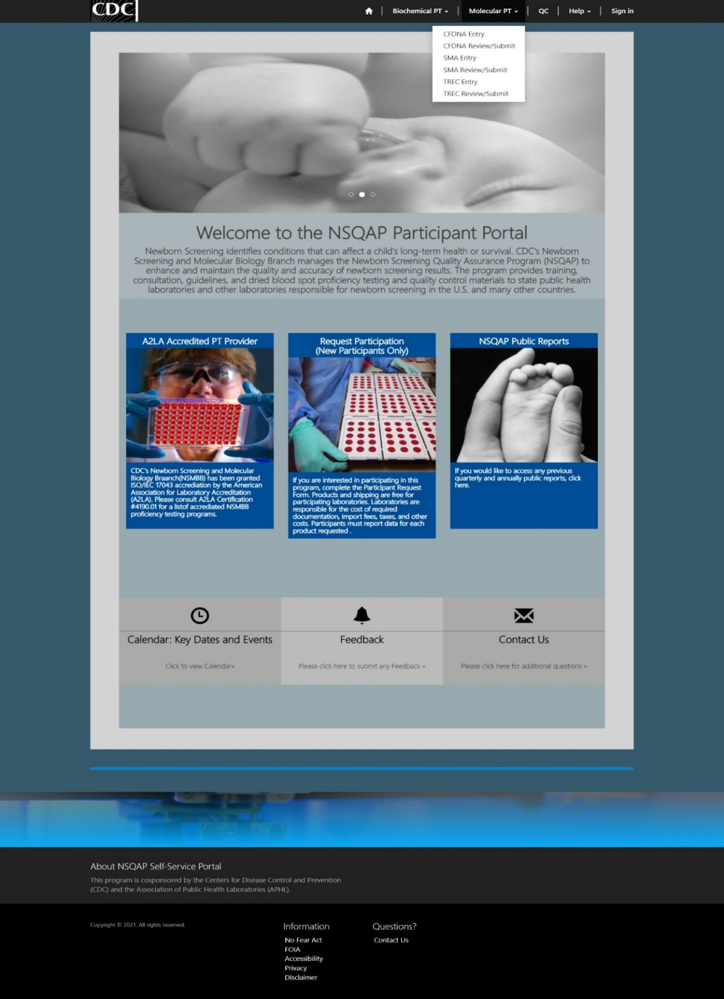 CDC
Biochemical PT
Molecular PT
QC
Help
Sign in
CFDNA Entry
CFDNA Review/Submit
SMA Entry
SMA Review/Submit
TREC Entry
TREC Review/Submit
Welcome to the NSQAP Participant Portal
Newborn Screening identifies conditions that can affect a child's long-term health or survival. CDC's Newborn
Screening and Molecular Biology Branch manages the Newborn Screening Quality Assurance Program (NSQAP) to
enhance and maintain the quality and accuracy of newborn screening results. The program provides training,
consultation, guidelines, and dried blood spot proficiency testing and quality control materials to state public health
laboratories and other laboratories responsible for newborn screening in the U.S. and many other countries.
A2LA Accredited PT Provider
CDC's Newborn Screening and Molecular
Biology Braanch(NSMBB) has been granted
ISO/IEC 17043 accrediation by the American
Association for Laboratory Accreditation
(A2LA). Please consult A2LA Certification
#4190.01 for a listof accrediated NSMBB
proficiency testing programs.
Request Participation
(New Participants Only)
If you are interested in participating in this
program, complete the Participant Request
Form. Products and shipping are free for
participating laboratories. Laboratories are
responsible for the cost of required
documentation, import fees, taxes, and other
costs. Participants must report data for each
product requested .
NSQAP Public Reports
If you would like to access any previous
quarterly and annually public reports, click
here.
Calendar: Key Dates and Events
Click to view Calendar»
Feedback
Please click here to submit any Feedback »
Contact Us
Please click here for additional questions »
About NSQAP Self-Service Portal
This program is cosponsored by the Centers for Disease Control and Prevention
(CDC) and the Association of Public Health Laboratories (APHL).
Copyright © 2021. All rights reserved.
Information
No Fear Act
FOIA
Accessibility
Privacy
Disclaimer
Questions?
Contact Us